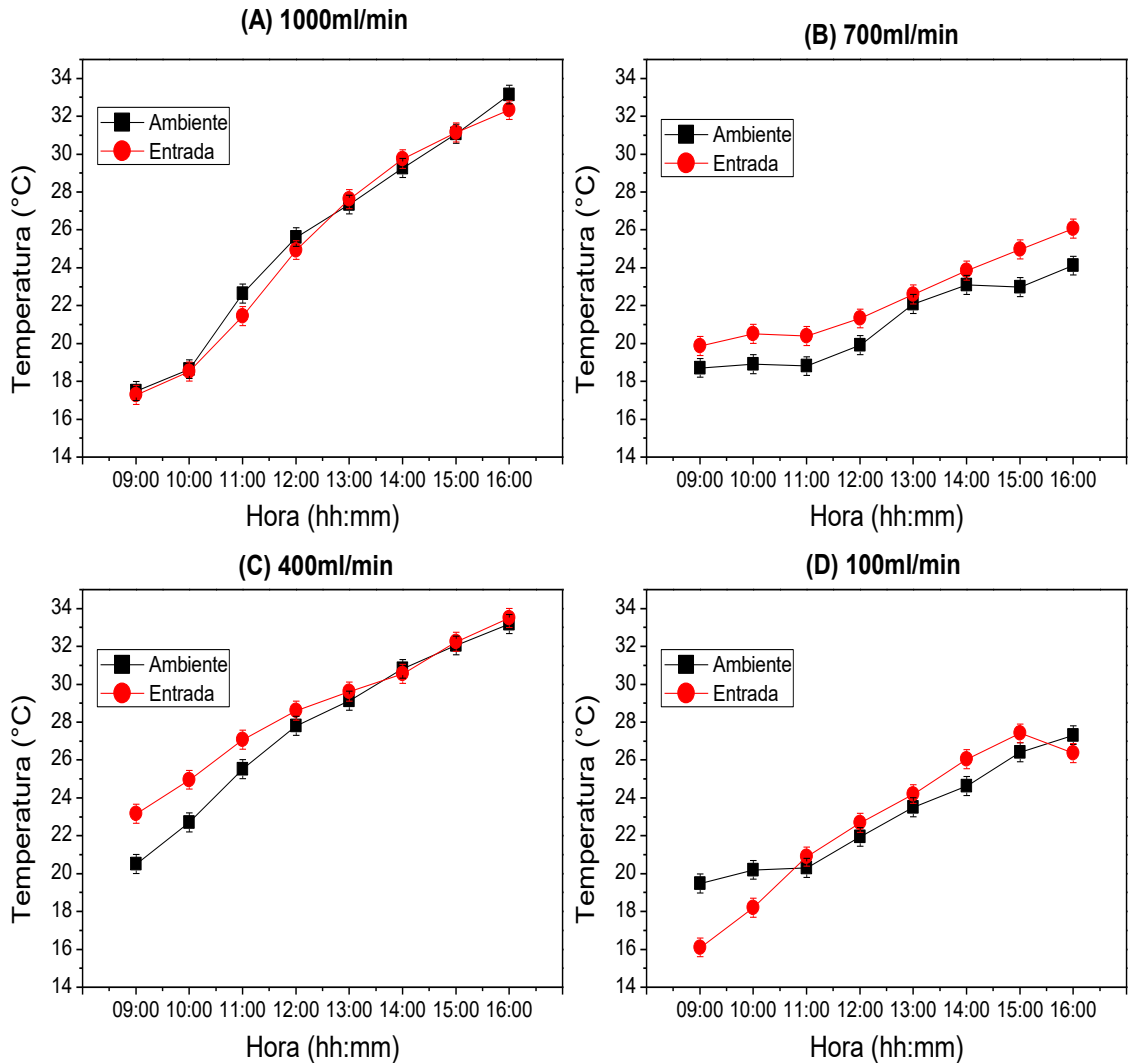 (A) 1000ml/min
34
32
30
28
26
24
22
20
18
16
14
Temperatura (°C)
Ambiente
Entrada
09:00 10:00 11:00 12:00 13:00 14:00 15:00 16:00
Hora (hh:mm)
(B) 700ml/min
34
32
30
28
26
24
22
20
18
16
14
Temperatura (°C)
Ambiente
Entrada
09:00 10:00 11:00 12:00 13:00 14:00 15:00 16:00
Hora (hh:mm)
(C) 400ml/min
34
32
30
28
26
24
22
20
18
16
14
Temperatura (°C)
Ambiente
Entrada
09:00 10:00 11:00 12:00 13:00 14:00 15:00 16:00
Hora (hh:mm)
(D) 100ml/min
34
32
30
28
26
24
22
20
18
16
14
Temperatura (°C)
Ambiente
Entrada
09:00 10:00 11:00 12:00 13:00 14:00 15:00 16:00
Hora (hh:mm)